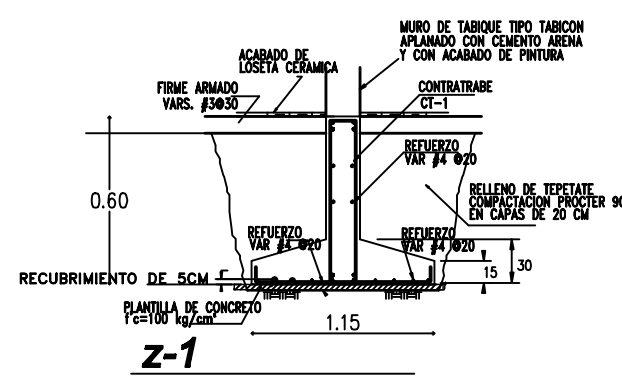 MURO DE TABIQUE TIPO TABICON
APLANADO CON CEMENTO ARENA
Y CON ACABADO DE PINTURA
ACABADO DE
LOSETA CERAMICA
FIRME ARMADO
VARS. #3@30
CONTRATRABE
CT-1
REFUERZO
VAR #4 @20
0.60
RELLENO DE TEPETATE
COMPACTACION PROCTER 90
EN CAPAS DE 20 CM
REFUERZO
VAR #4 @20
REFUERZO
VAR #4 @20
15
30
RECUBRIMIENTO DE 5CM
PLANTILLA DE CONCRETO
f'c=100 kg/cm²
1.15
z-1